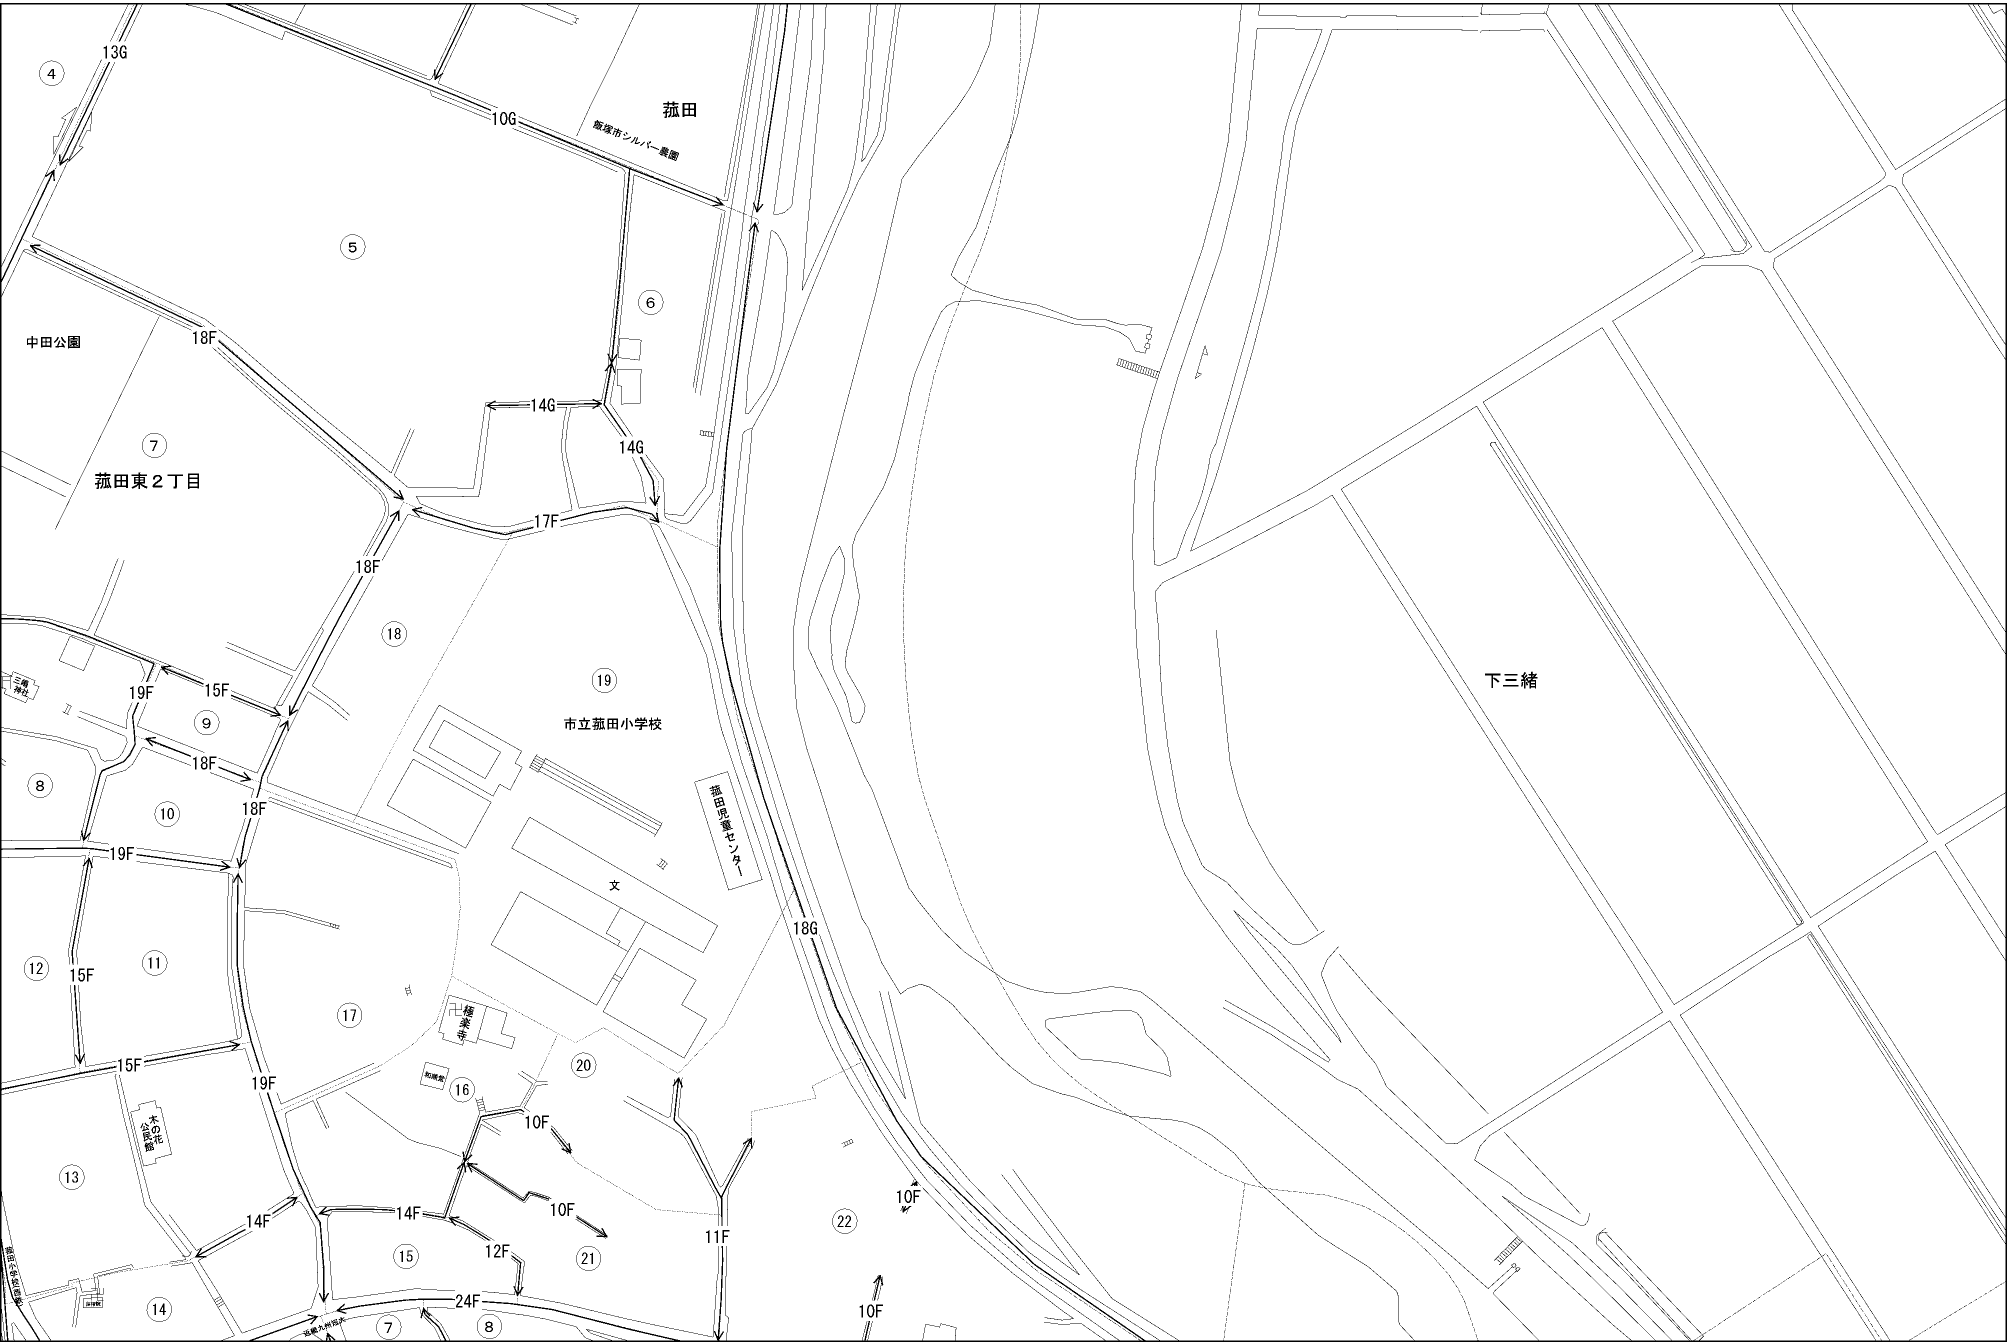 13G
④
10G
菰田
飯塚市シルバー農園
⑤
⑥
18F
中田公園
14G
⑦
14G
菰田東２丁目
17F
18F
⑱
下三緒
三嶋
神社
19F
15F
⑲
⑨
市立菰田小学校
18F
⑧
18F
⑩
菰田児童センター
19F
文
18G
⑫
15F
⑪
⑰
極楽寺
15F
⑳
19F
⑯
木の花
公民館
10F
⑬
10F
10F
14F
14F
㉒
11F
12F
⑮
㉑
⑭
24F
10F
⑦
⑧